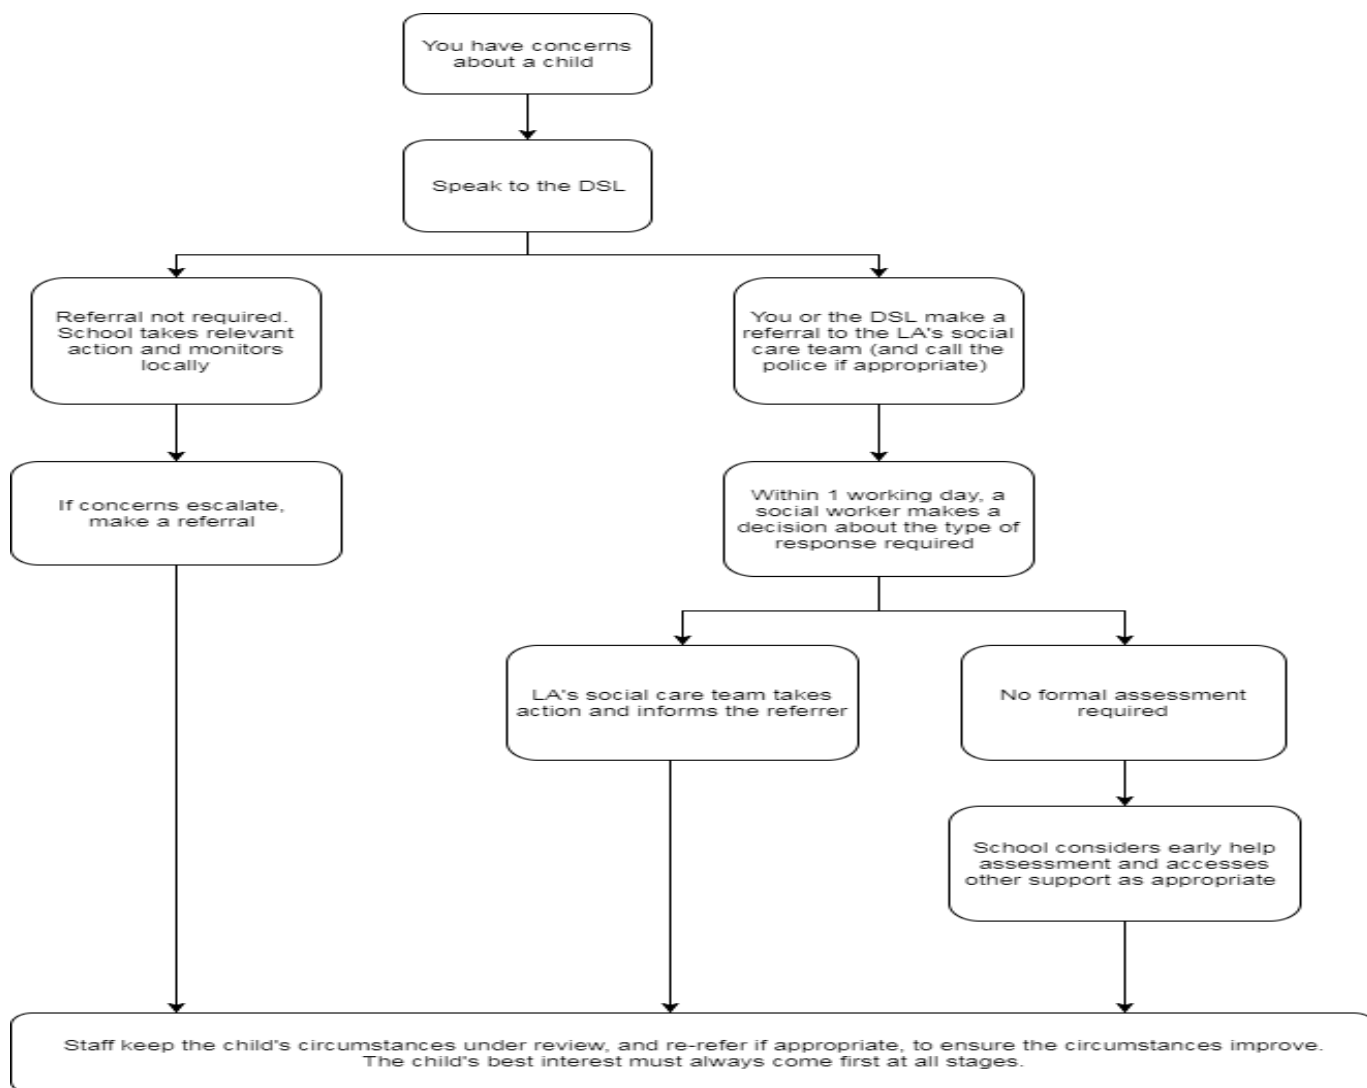 You have concerns
about a child
Speak to the DSL
Referral not required.
School takes relevant
action and monitors
locally
You or the DSL make a
referral to the LA's social
care team (and call the
police if appropriate)
If concerns escalate,
make a referral
Within 1 working day, a
social worker makes a
decision about the type of
response required
LA's social care team takes
action and informs the referrer
No formal assessment
required
School considers early help
assessment and accesses
other support as appropriate
Staff keep the child's circumstances under review, and re-refer if appropriate, to ensure the circumstances improve.
The child's best interest must always come first at all stages.